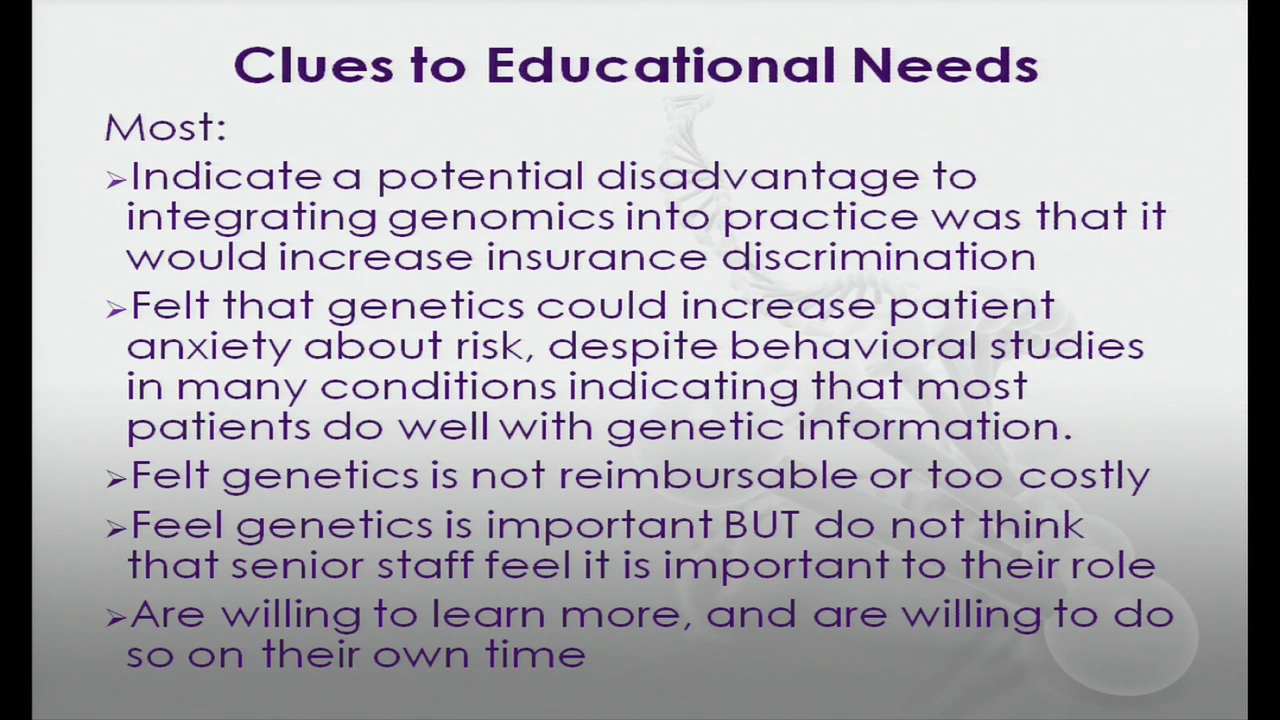 Clues to Educational Needs
Most:
➢Indicate a potential disadvantage to
integrating genomics into practice was that it
would increase insurance discrimination
➢Felt that genetics could increase patient
anxiety about risk, despite behavioral studies
in many conditions indicating that most
patients do well with genetic information.
➢Felt genetics is not reimbursable or too costly
➢Feel genetics is important BUT do not think
that senior staff feel it is important to their role
➢Are willing to learn more, and are willing to do
so on their own time